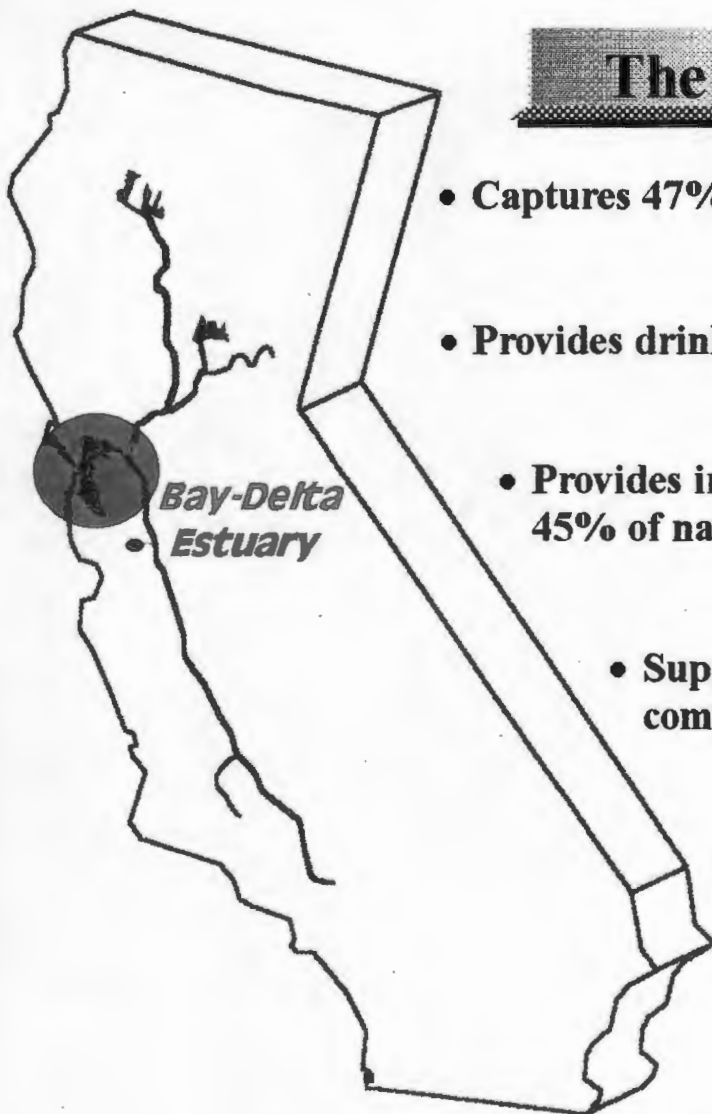 The
• Captures 47%
• Provides drin
Bay-Delta
Estuary
• Provides in
45% of na
• Sup
com